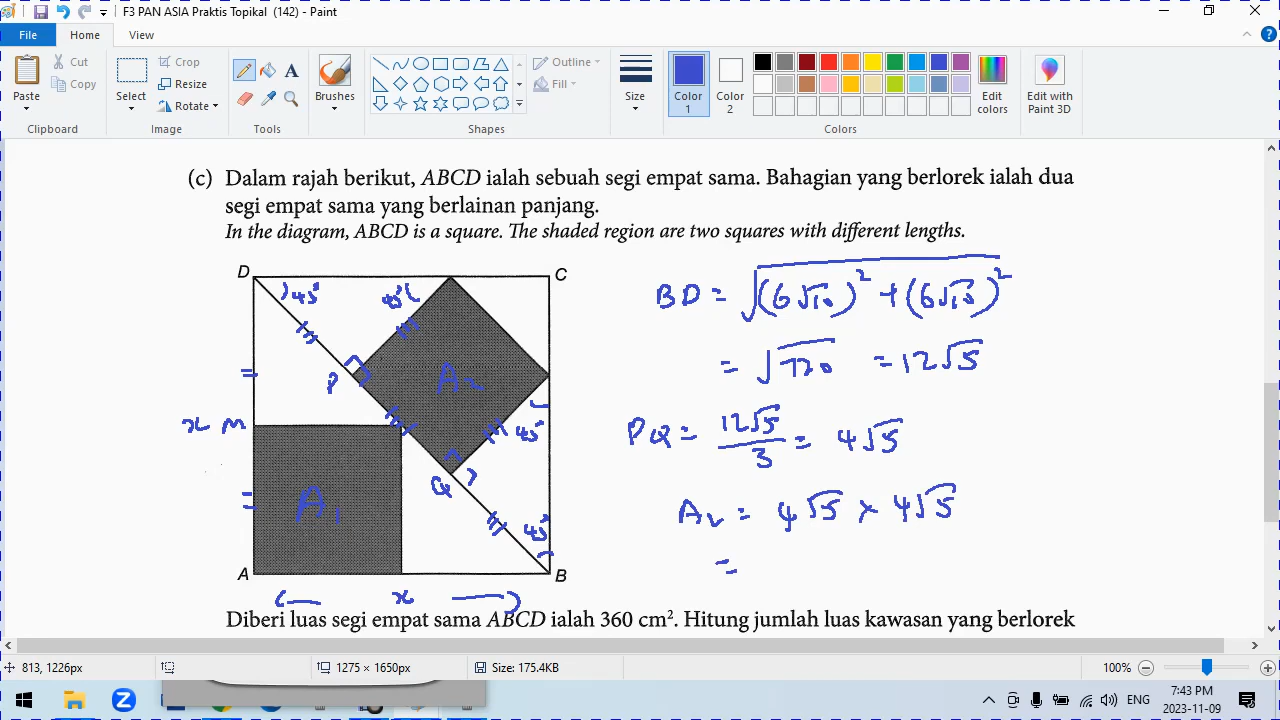 F3 PAN ASIA Praktis Topikal (142) - Paint
File Home View
Paste
Cut
Copy
Clipboard
Select
Crop
Resize
Rotate
Image
A
Tools
Brushes
Outline
Fill
Shapes
Size
Color 1
Color 2
Edit colors
Edit with Paint 3D
Colors
(c) Dalam rajah berikut, ABCD ialah sebuah segi empat sama. Bahagian yang berlorek ialah dua
segi empat sama yang berlainan panjang.
In the diagram, ABCD is a square. The shaded region are two squares with different lengths.
D C
45° 45°
P A2
x M 45°
Q
A1 45°
A B
x
BD = √(6√10)² + (6√10)²
= √720 = 12√5
PQ = 12√5/3 = 4√5
A2 = 4√5 × 4√5
=
Diberi luas segi empat sama ABCD ialah 360 cm². Hitung jumlah luas kawasan yang berlorek
813, 1226px
1275 × 1650px
Size: 175.4KB
100%
ENG
7:43 PM
2023-11-09